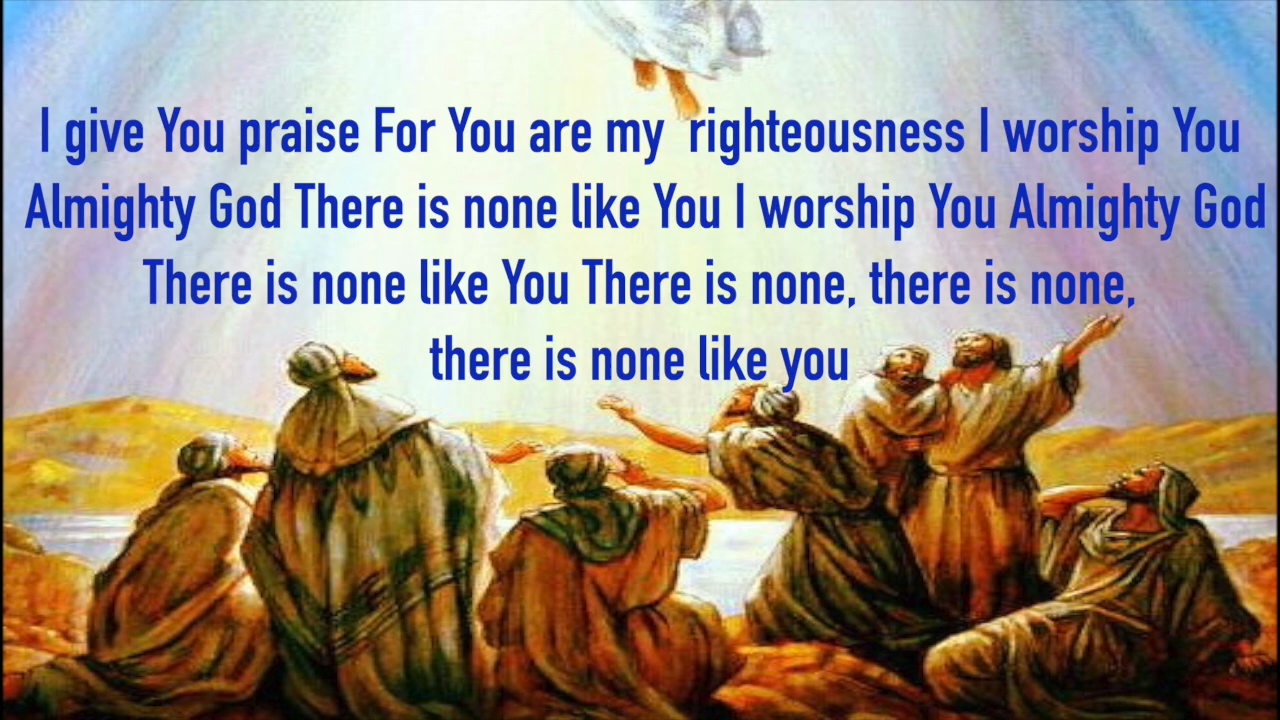 I give You praise For You are my  righteousness I worship You
Almighty God There is none like You I worship You Almighty God
There is none like You There is none, there is none,
there is none like you